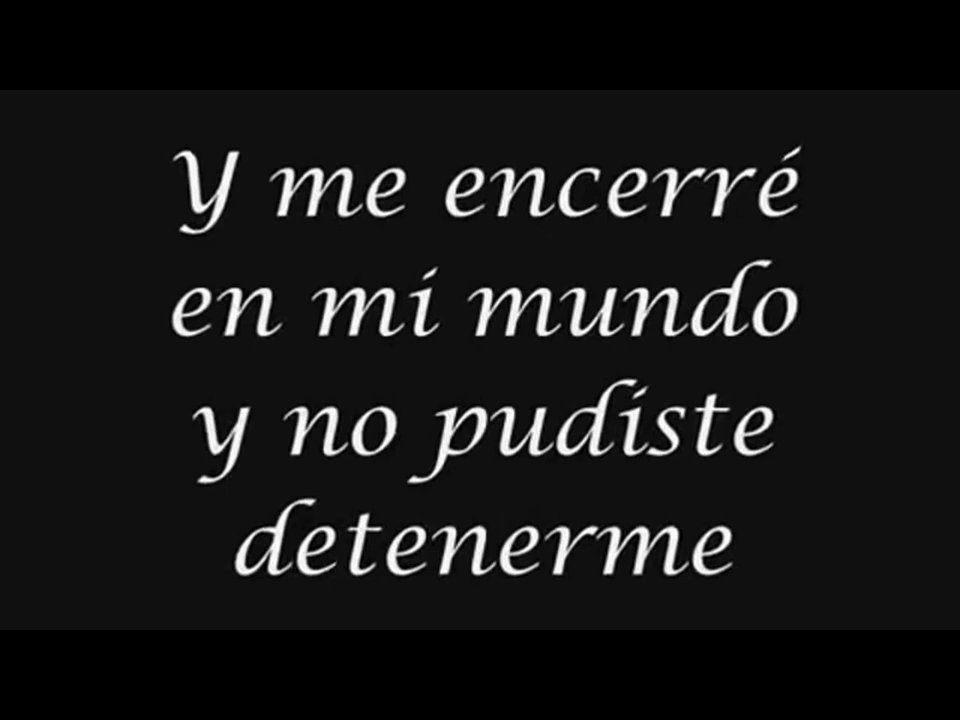 Y me encerré
en mi mundo
y no pudiste
detenerme